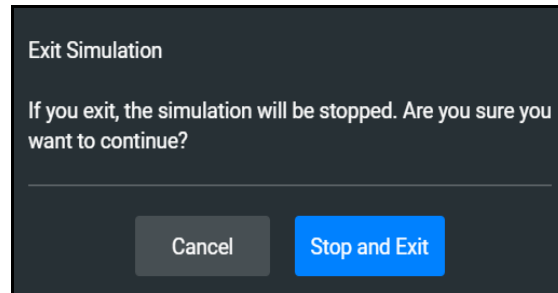 Exit Simulation
If you exit, the simulation will be stopped. Are you sure you
want to continue?
Cancel
Stop and Exit